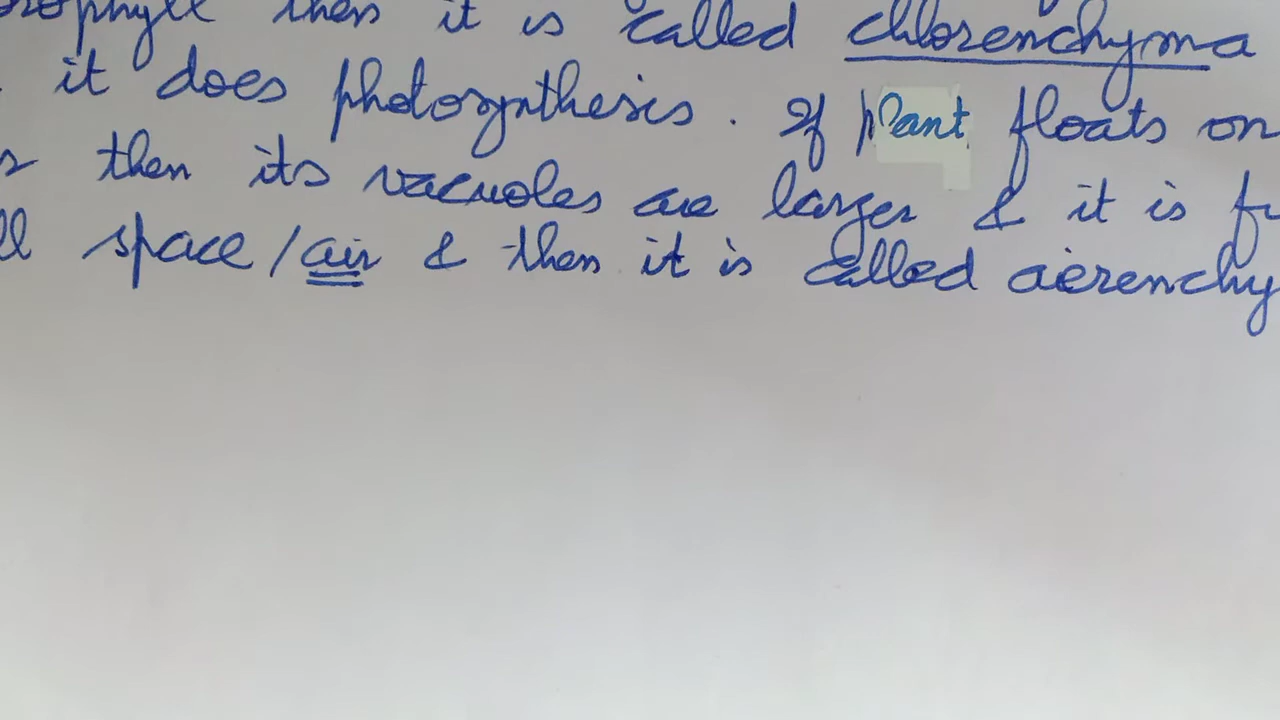 then it is called chlorenchyma
it does photosynthesis. If plant floats on
then its vacuoles are larger & it is
space/air & then it is called aerenchy